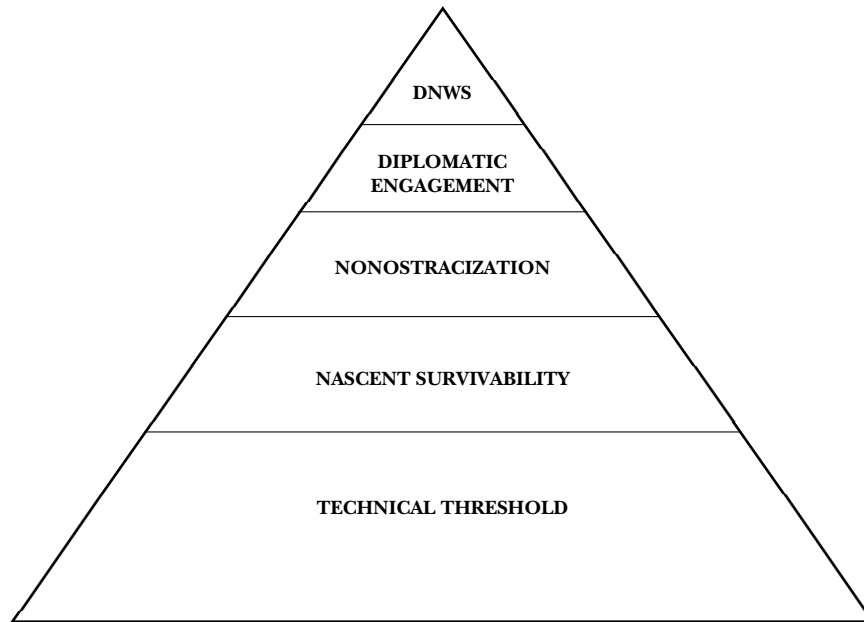 DNWS
DIPLOMATIC
ENGAGEMENT
NONOSTRACIZATION
NASCENT SURVIVABILITY
TECHNICAL THRESHOLD